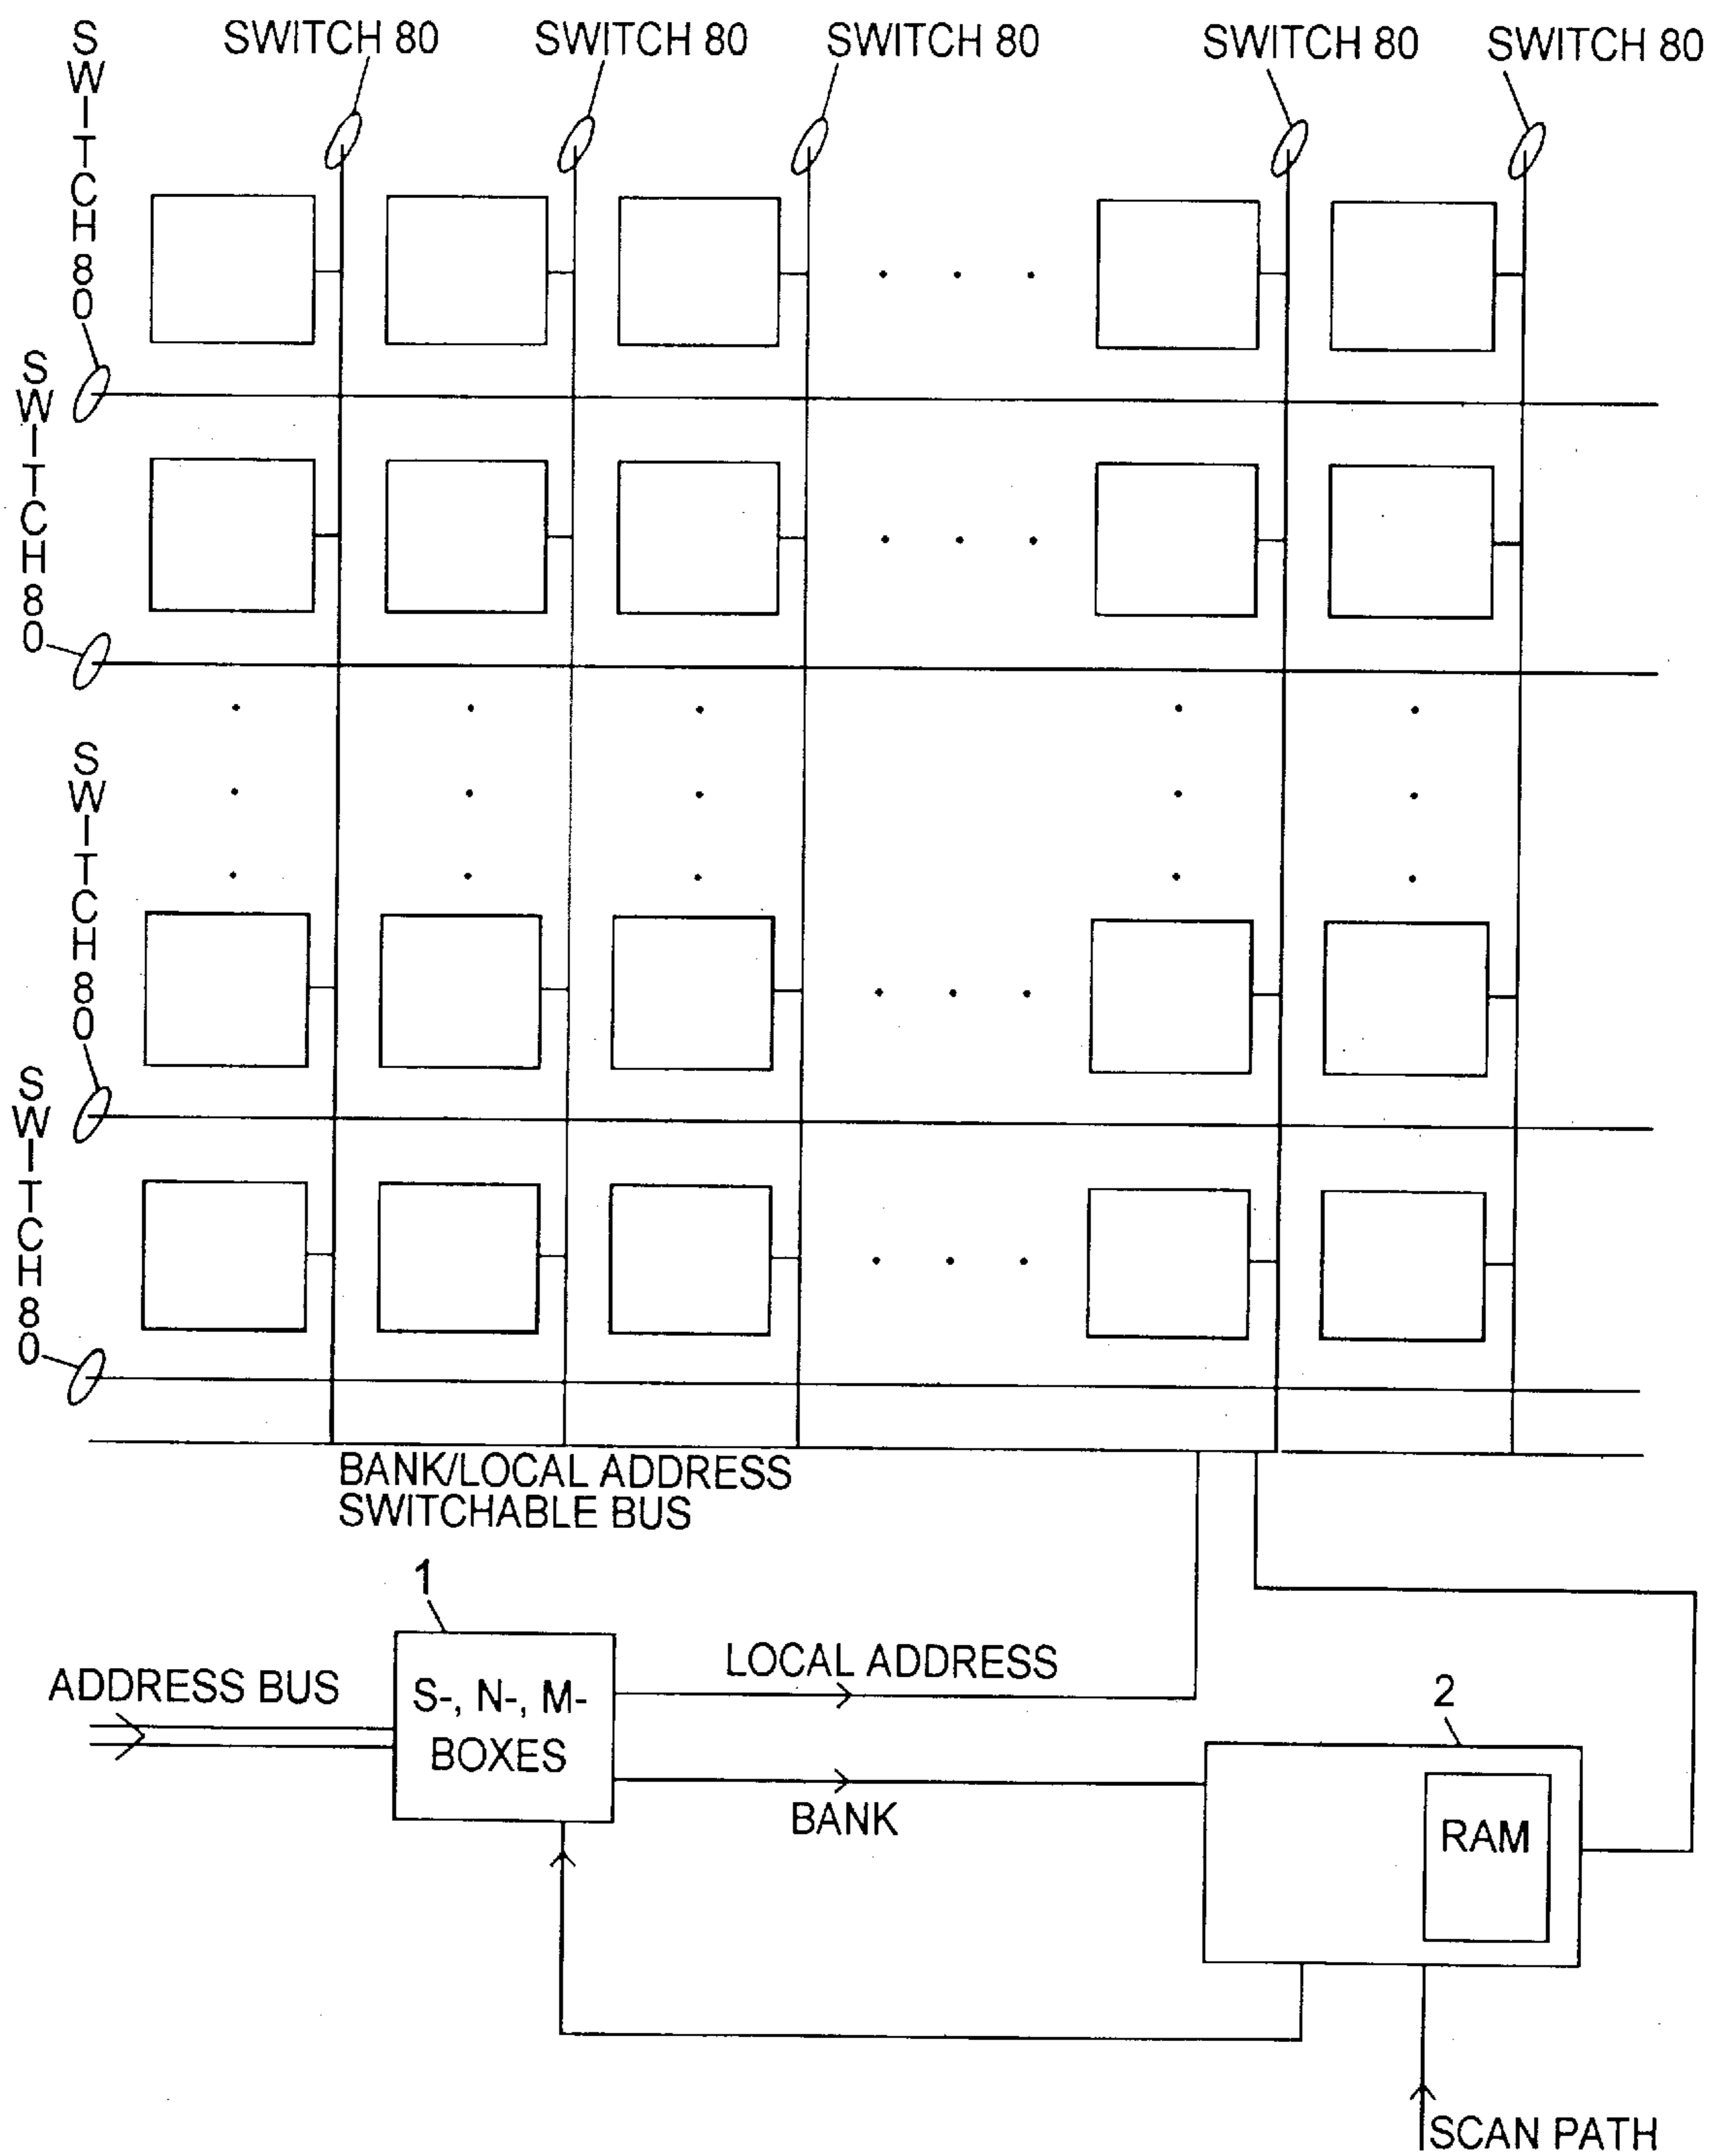 SWITCH 80
SWITCH 80
SWITCH 80
SWITCH 80
SWITCH 80
SWITCH 80
SWITCH 80
SWITCH 80
SWITCH 80
BANK/LOCAL ADDRESS
SWITCHABLE BUS
1
LOCAL ADDRESS
ADDRESS BUS
S-, N-, M-
BOXES
2
BANK
RAM
SCAN PATH